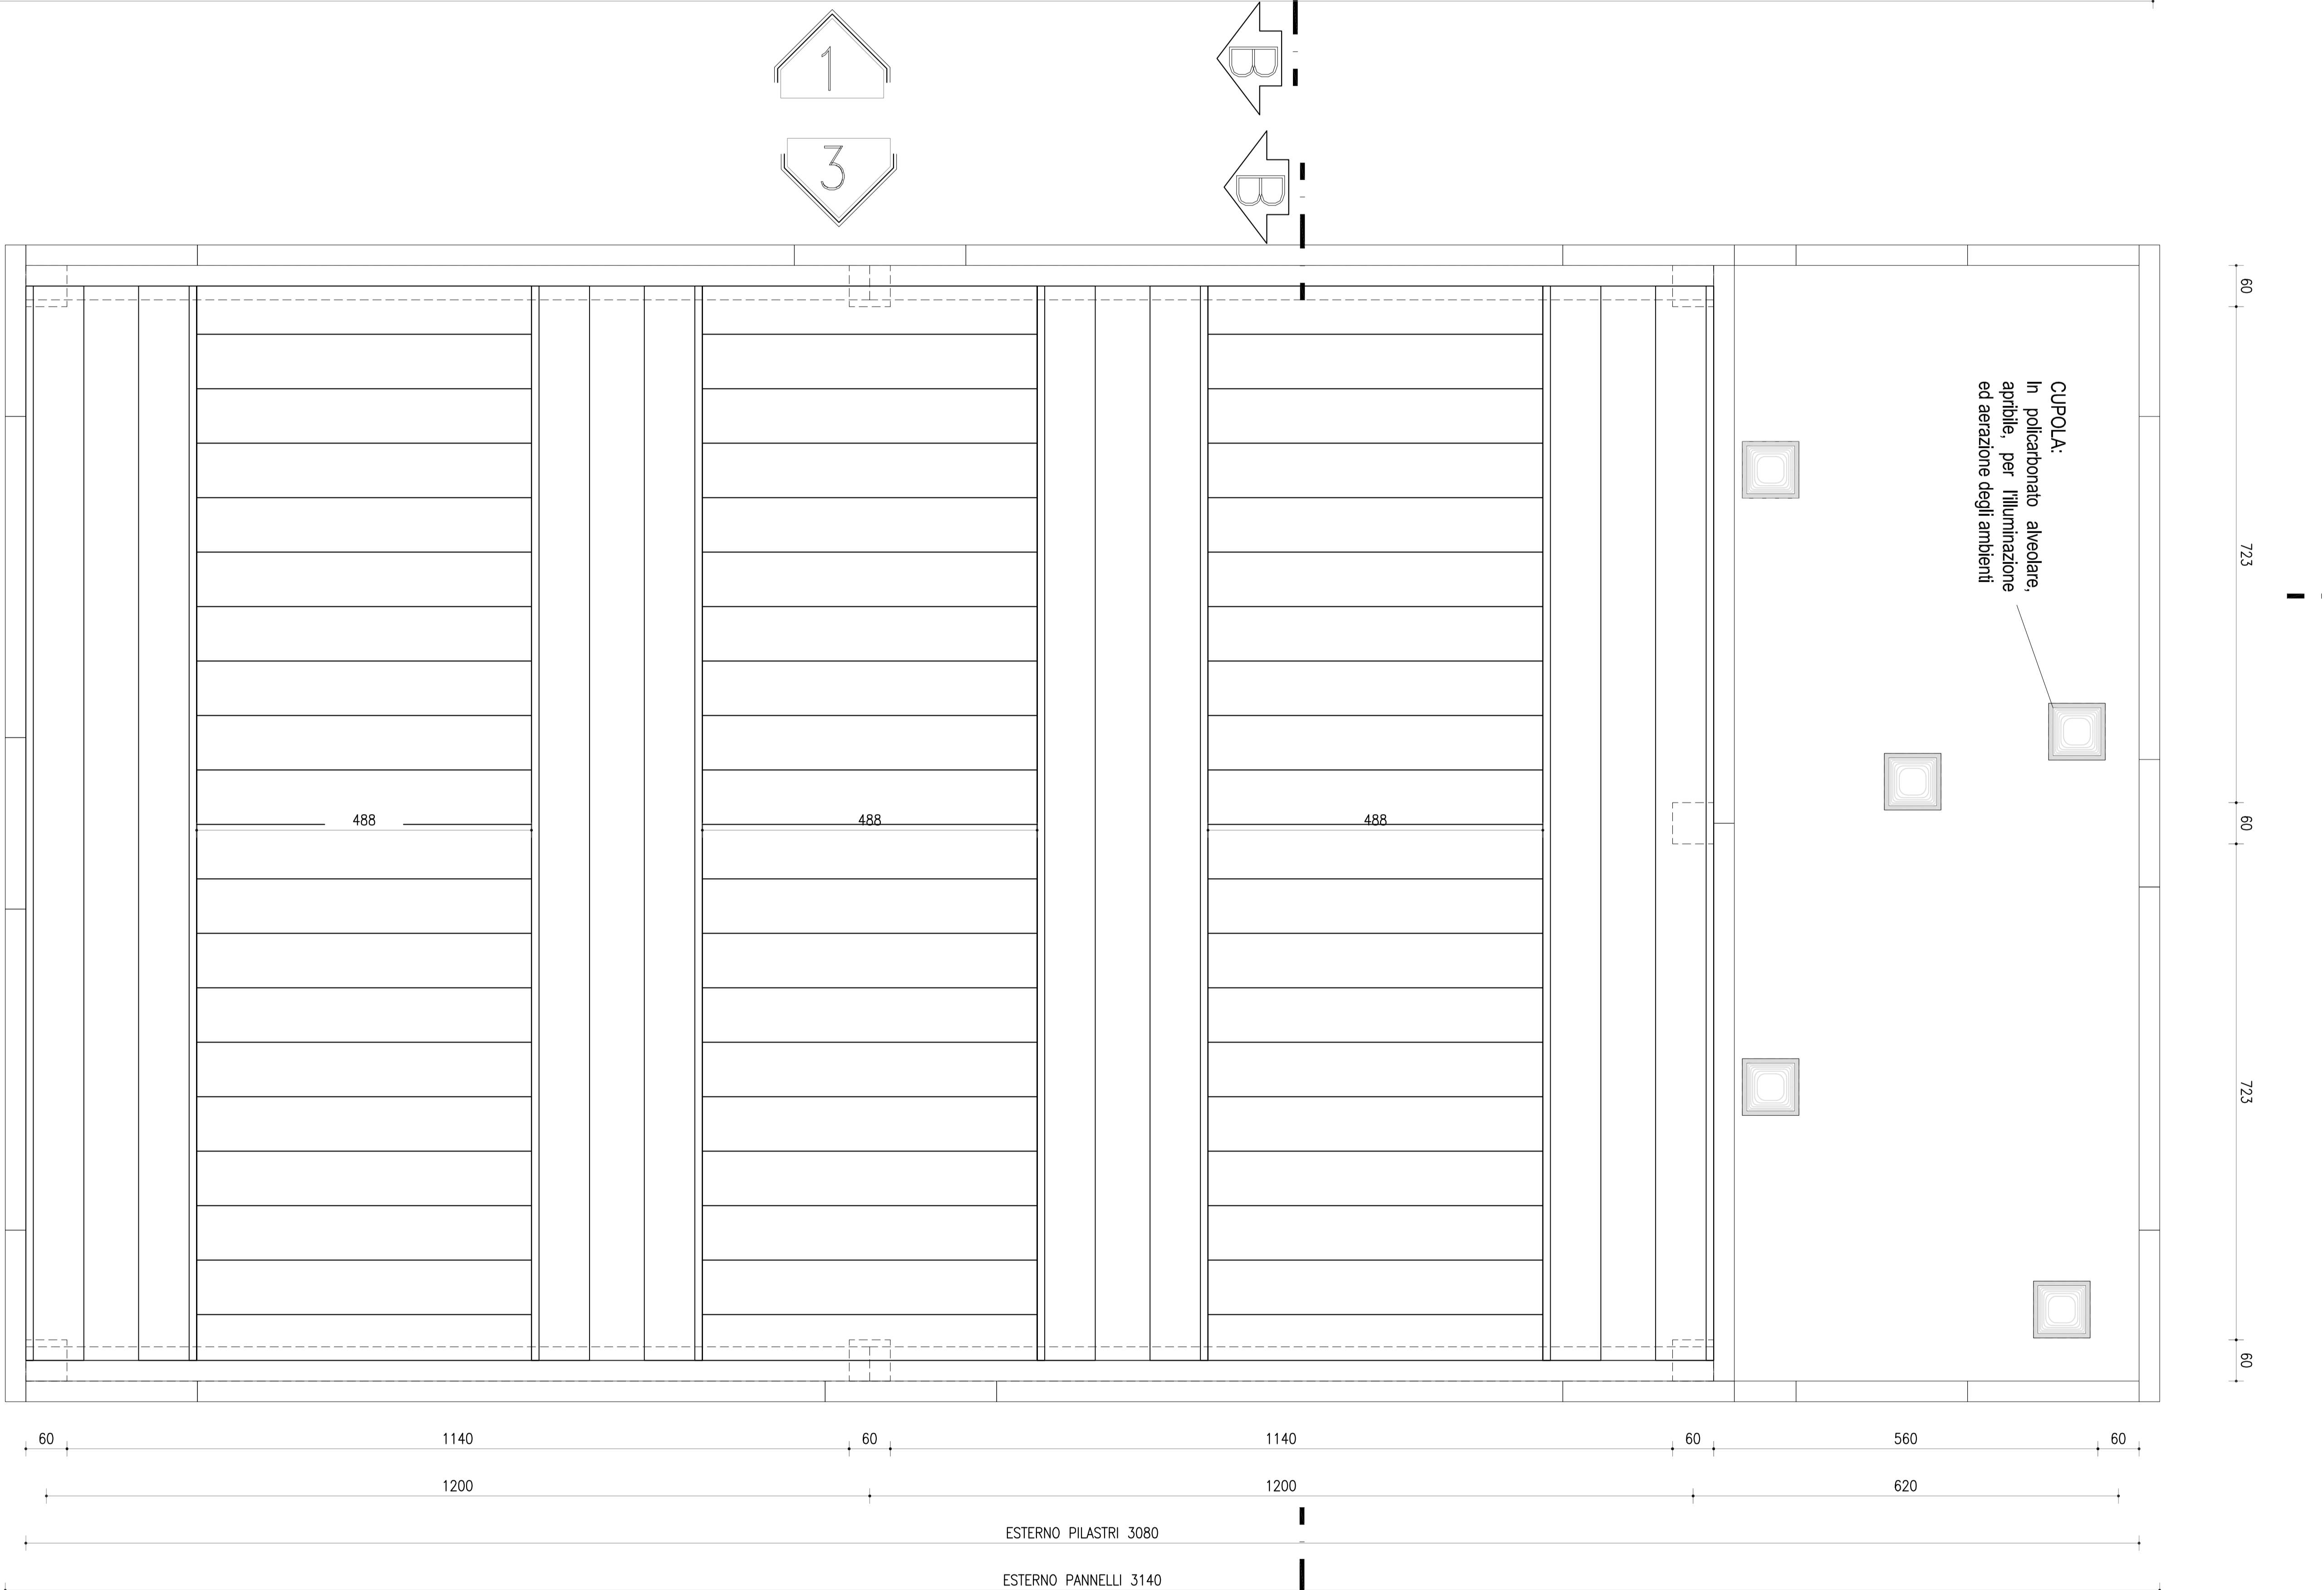 1
B
3
B
CUPOLA:
In policarbonato alveolare,
apribile, per l'illuminazione
ed aerazione degli ambienti
60
723
60
723
60
488
488
488
60
1140
60
1140
60
560
60
1200
1200
620
ESTERNO PILASTRI 3080
ESTERNO PANNELLI 3140